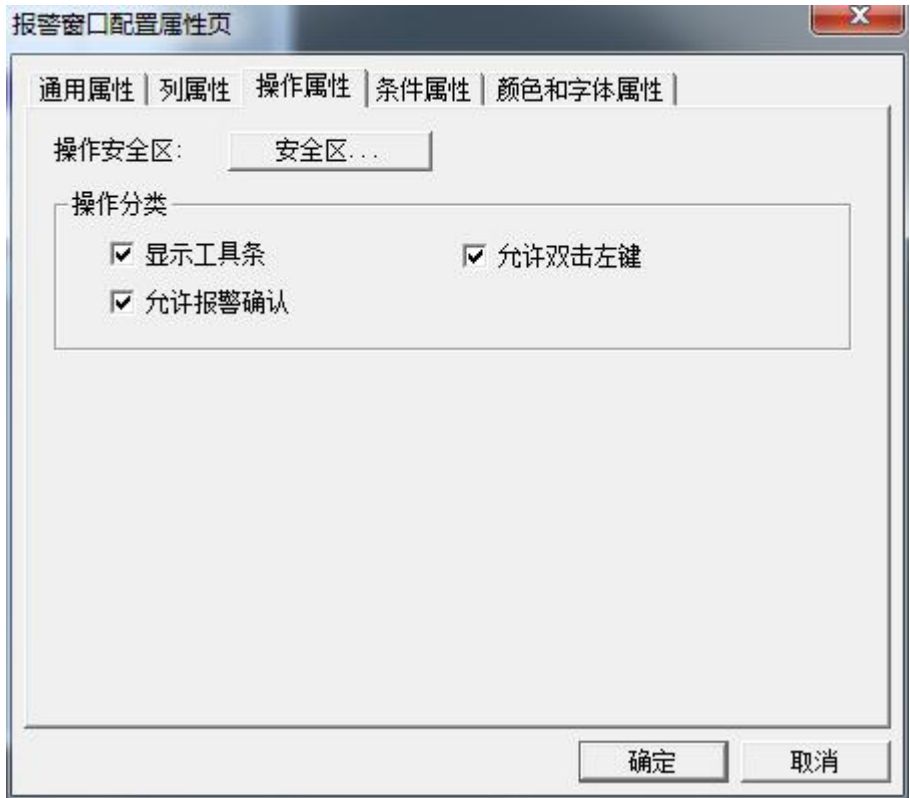 报警窗口配置属性页
通用属性 列属性 操作属性 条件属性 颜色和字体属性
操作安全区: 安全区...
操作分类
显示工具条 允许双击左键
允许报警确认
确定 取消